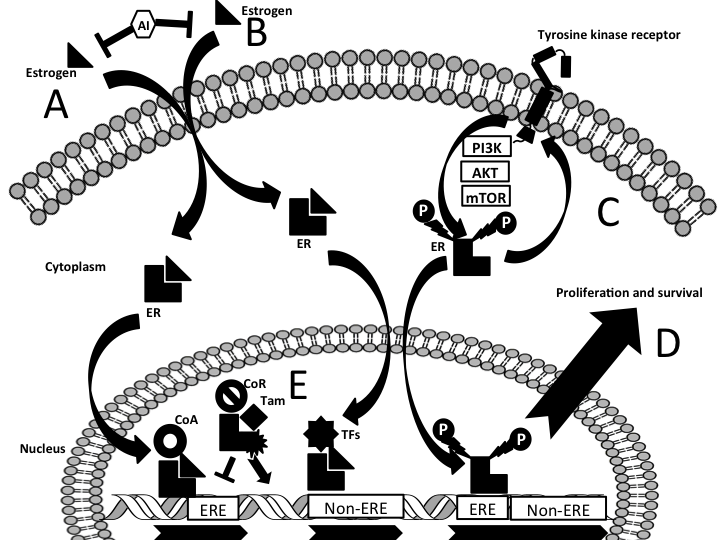 AI
Estrogen
B
Tyrosine kinase receptor
Estrogen
A
PI3K
AKT
mTOR
C
P
P
ER
ER
Cytoplasm
ER
Proliferation and survival
D
E
CoR
Tam
CoA
TFs
P
P
Nucleus
ERE
Non-ERE
ERE
Non-ERE